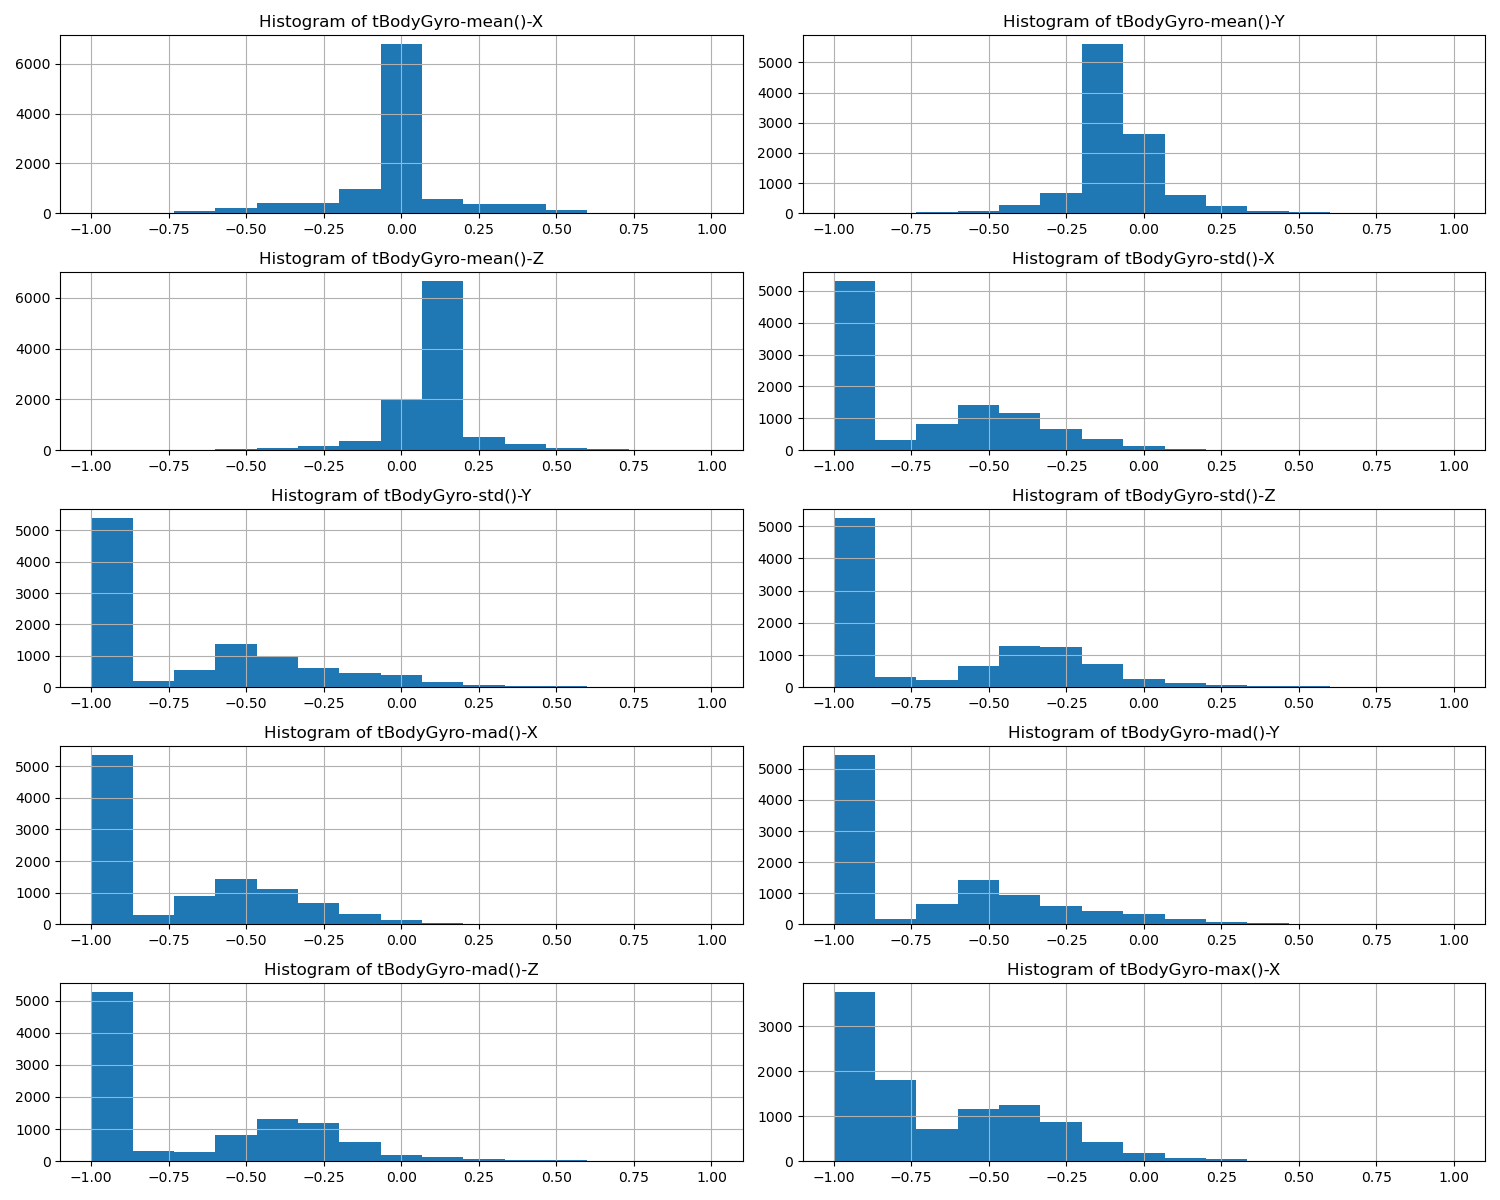 Histogram of tBodyGyro-mean()-X
6000
4000
2000
0
−1.00 −0.75 −0.50 −0.25 0.00 0.25 0.50 0.75 1.00
Histogram of tBodyGyro-mean()-Y
5000
4000
3000
2000
1000
0
−1.00 −0.75 −0.50 −0.25 0.00 0.25 0.50 0.75 1.00
Histogram of tBodyGyro-mean()-Z
6000
4000
2000
0
−1.00 −0.75 −0.50 −0.25 0.00 0.25 0.50 0.75 1.00
Histogram of tBodyGyro-std()-X
5000
4000
3000
2000
1000
0
−1.00 −0.75 −0.50 −0.25 0.00 0.25 0.50 0.75 1.00
Histogram of tBodyGyro-std()-Y
5000
4000
3000
2000
1000
0
−1.00 −0.75 −0.50 −0.25 0.00 0.25 0.50 0.75 1.00
Histogram of tBodyGyro-std()-Z
5000
4000
3000
2000
1000
0
−1.00 −0.75 −0.50 −0.25 0.00 0.25 0.50 0.75 1.00
Histogram of tBodyGyro-mad()-X
5000
4000
3000
2000
1000
0
−1.00 −0.75 −0.50 −0.25 0.00 0.25 0.50 0.75 1.00
Histogram of tBodyGyro-mad()-Y
5000
4000
3000
2000
1000
0
−1.00 −0.75 −0.50 −0.25 0.00 0.25 0.50 0.75 1.00
Histogram of tBodyGyro-mad()-Z
5000
4000
3000
2000
1000
0
−1.00 −0.75 −0.50 −0.25 0.00 0.25 0.50 0.75 1.00
Histogram of tBodyGyro-max()-X
3000
2000
1000
0
−1.00 −0.75 −0.50 −0.25 0.00 0.25 0.50 0.75 1.00